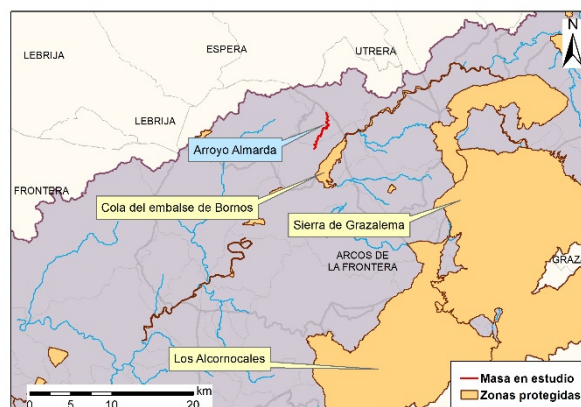 ESPERA
UTRERA
N
LEBRIJA
LEBRIJA
Arroyo Almarda
FRONTERA
Cola del embalse de Bornos
Sierra de Grazalema
ARCOS DE
LA FRONTERA
GRAZ
Los Alcornocales
km
0 5 10 20
Masa en estudio
Zonas protegidas